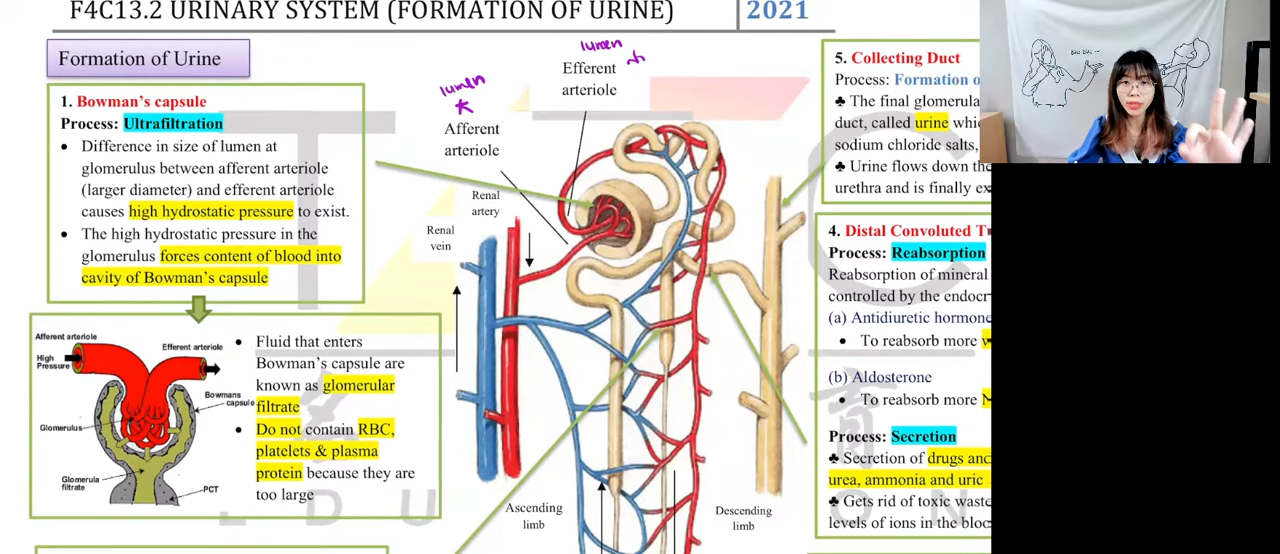 F4C13.2 URINARY SYSTEM (FORMATION OF URINE)
2021
Formation of Urine
1. Bowman's capsule
Process: Ultrafiltration
• Difference in size of lumen at
glomerulus between afferent arteriole
(larger diameter) and efferent arteriole
causes high hydrostatic pressure to exist.
• The high hydrostatic pressure in the
glomerulus forces content of blood into
cavity of Bowman's capsule
Afferent arteriole
Efferent arteriole
High
Pressure
Bowmans
capsule
Glomerulus
Glomerula
filtrate
PCT
• Fluid that enters
Bowman's capsule are
known as glomerular
filtrate
• Do not contain RBC,
platelets & plasma
protein because they are
too large
lumen
Efferent
arteriole
lumen
Afferent
arteriole
Renal
artery
Renal
vein
Ascending
limb
Descending
limb
5. Collecting Duct
Process: Formation o
♣ The final glomerula
duct, called urine
sodium chloride salts,
♣ Urine flows down the
urethra and is finally ex
4. Distal Convoluted
Process: Reabsorption
Reabsorption of mineral
controlled by the endocr
(a) Antidiuretic hormone
• To reabsorb more
(b) Aldosterone
• To reabsorb more
Process: Secretion
♣ Secretion of drugs and
urea, ammonia and uric
♣ Gets rid of toxic waste
levels of ions in the bloo
L D U O N